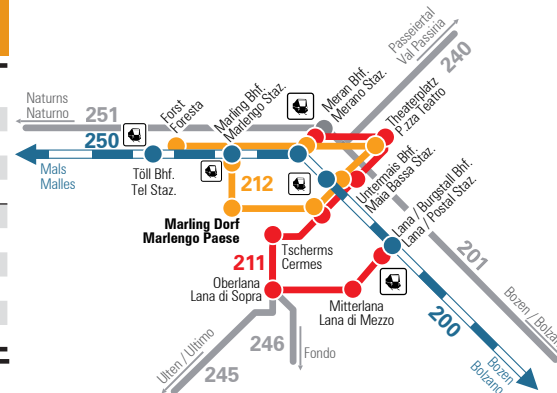 Passeiertal
Val Passiria
240
Naturns
Naturno
251
250
Mals
Malles
Forst
Foresta
Töll Bhf.
Tel Staz.
Marling Bhf.
Marlengo Staz.
Meran Bhf.
Merano Staz.
Theaterplatz
P.zza Teatro
212
Untermais Bhf.
Maia Bassa Staz.
Marling Dorf
Marlengo Paese
Lana / Burgstall Bhf.
Lana / Postal Staz.
211
Tscherms
Cermes
Oberlana
Lana di Sopra
Mitterlana
Lana di Mezzo
201
Bozen / Bolzano
200
Bozen
Bolzano
246
Fondo
245
Ulten / Ultimo